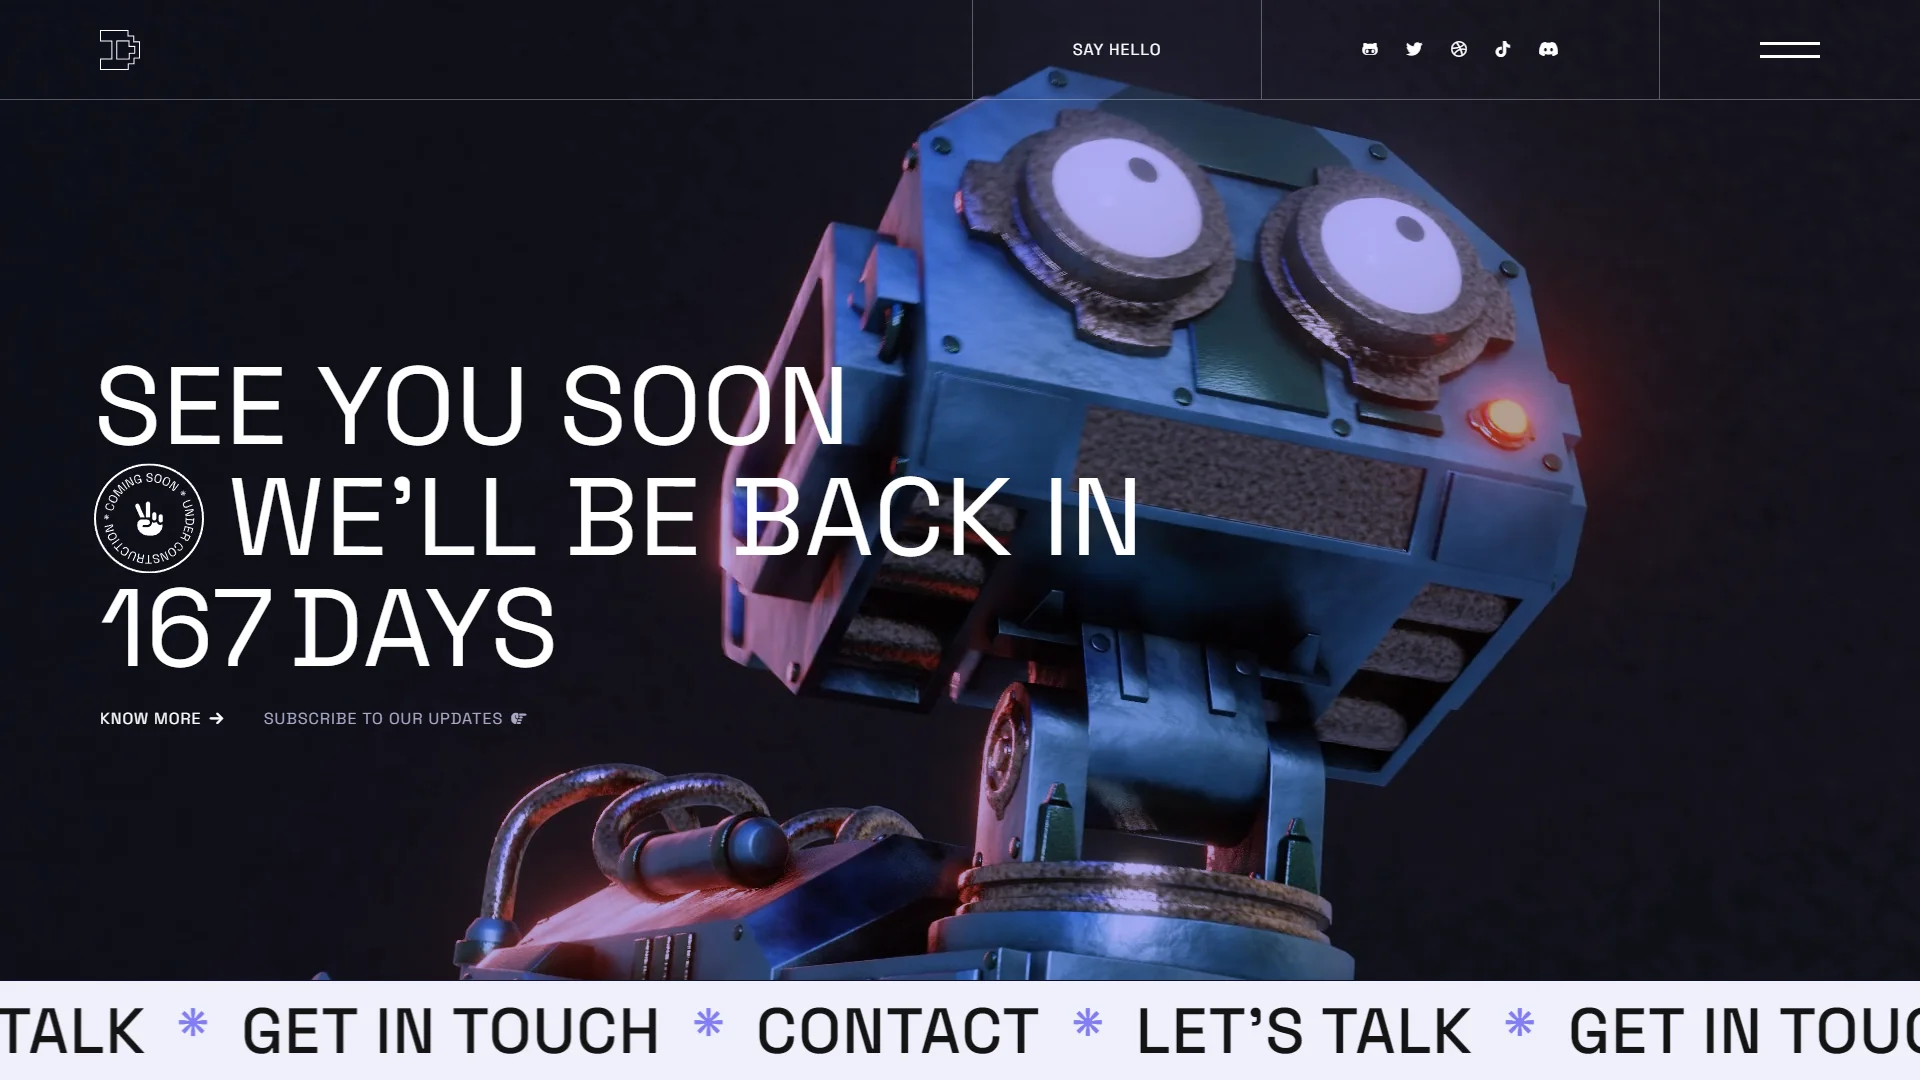 SAY HELLO
SEE YOU SOON
* COMING SOON * UNDER CONSTRUCTION
WE’LL BE BACK IN
167 DAYS
KNOW MORE
SUBSCRIBE TO OUR UPDATES
TALK GET IN TOUCH CONTACT LET’S TALK GET IN TOUC